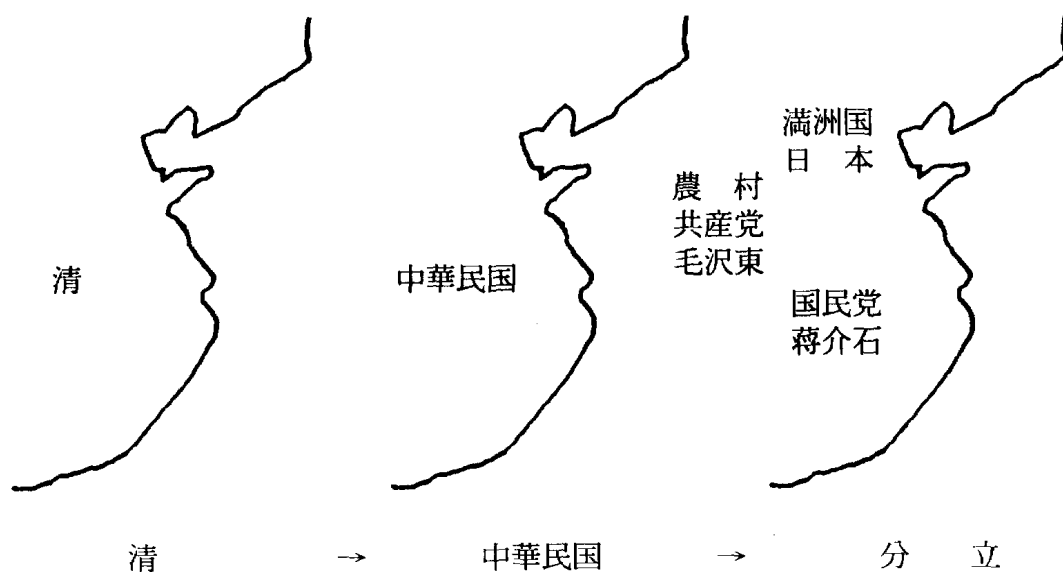 清
中華民国
農　村
共産党
毛沢東
満洲国
日　本
国民党
蒋介石
清　→　中華民国　→　分　立